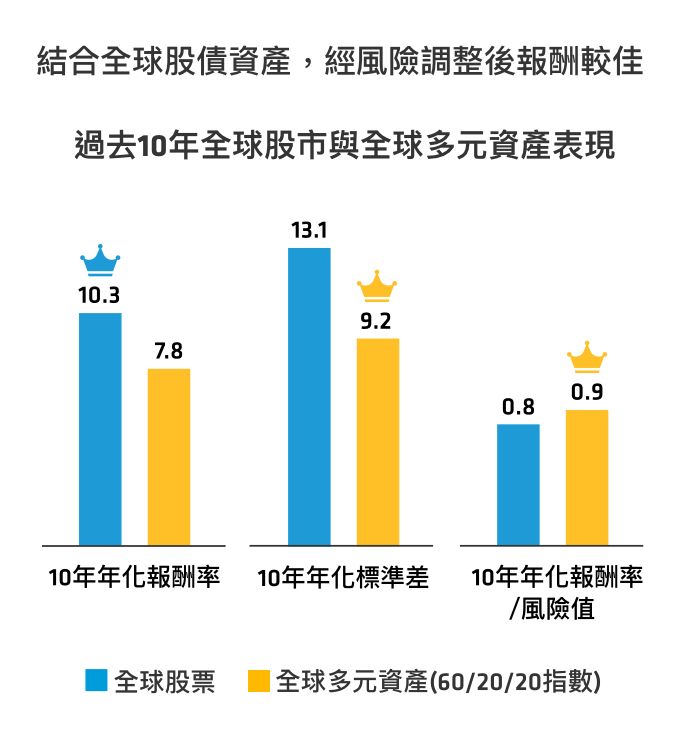 結合全球股債資產，經風險調整後報酬較佳
過去10年全球股市與全球多元資產表現
10.3
7.8
13.1
9.2
0.8
0.9
10年年化報酬率
10年年化標準差
10年年化報酬率
/風險值
全球股票
全球多元資產(60/20/20指數)